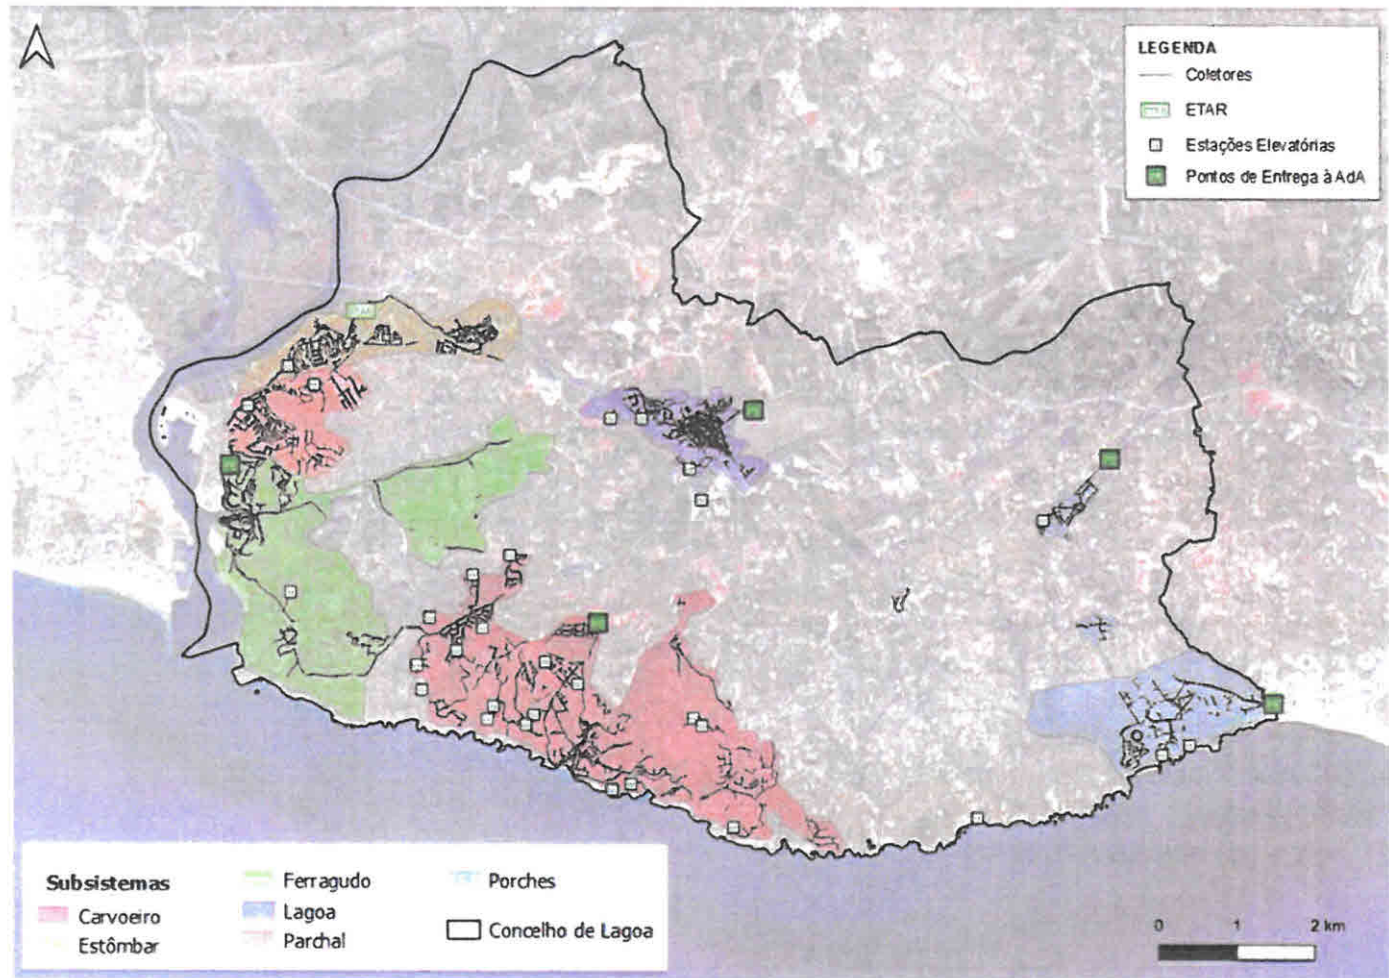 LEGENDA
Coletores
ETAR
Estações Elevatórias
Pontos de Entrega à AdA
Subsistemas
Carvoeiro
Estômbar
Ferragudo
Lagoa
Parchal
Porches
Concelho de Lagoa
0 1 2 km